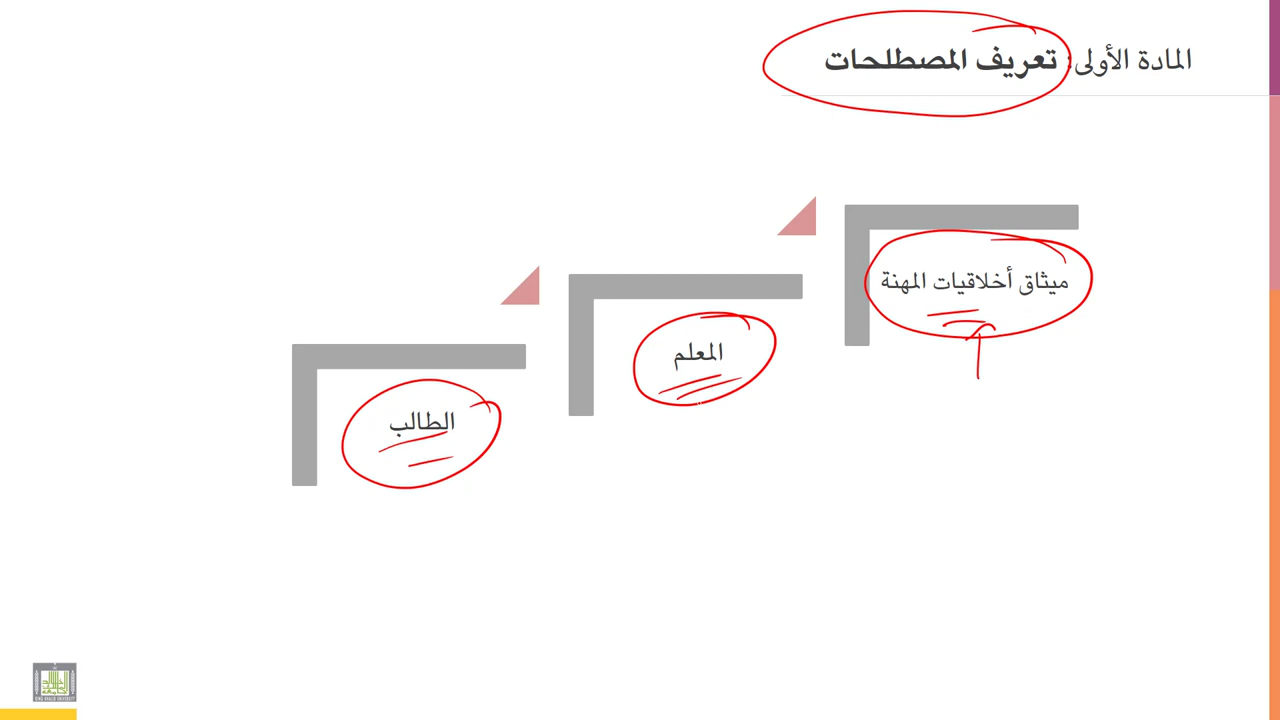 المادة الأولى: تعريف المصطلحات
ميثاق أخلاقيات المهنة
المعلم
الطالب